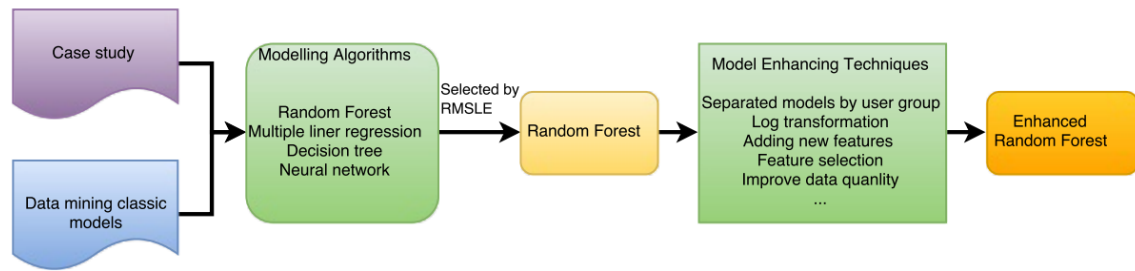 Case study
Data mining classic
models
Modelling Algorithms
Random Forest
Multiple liner regression
Decision tree
Neural network
Selected by
RMSLE
Random Forest
Model Enhancing Techniques
Separated models by user group
Log transformation
Adding new features
Feature selection
Improve data quanlity
...
Enhanced
Random Forest